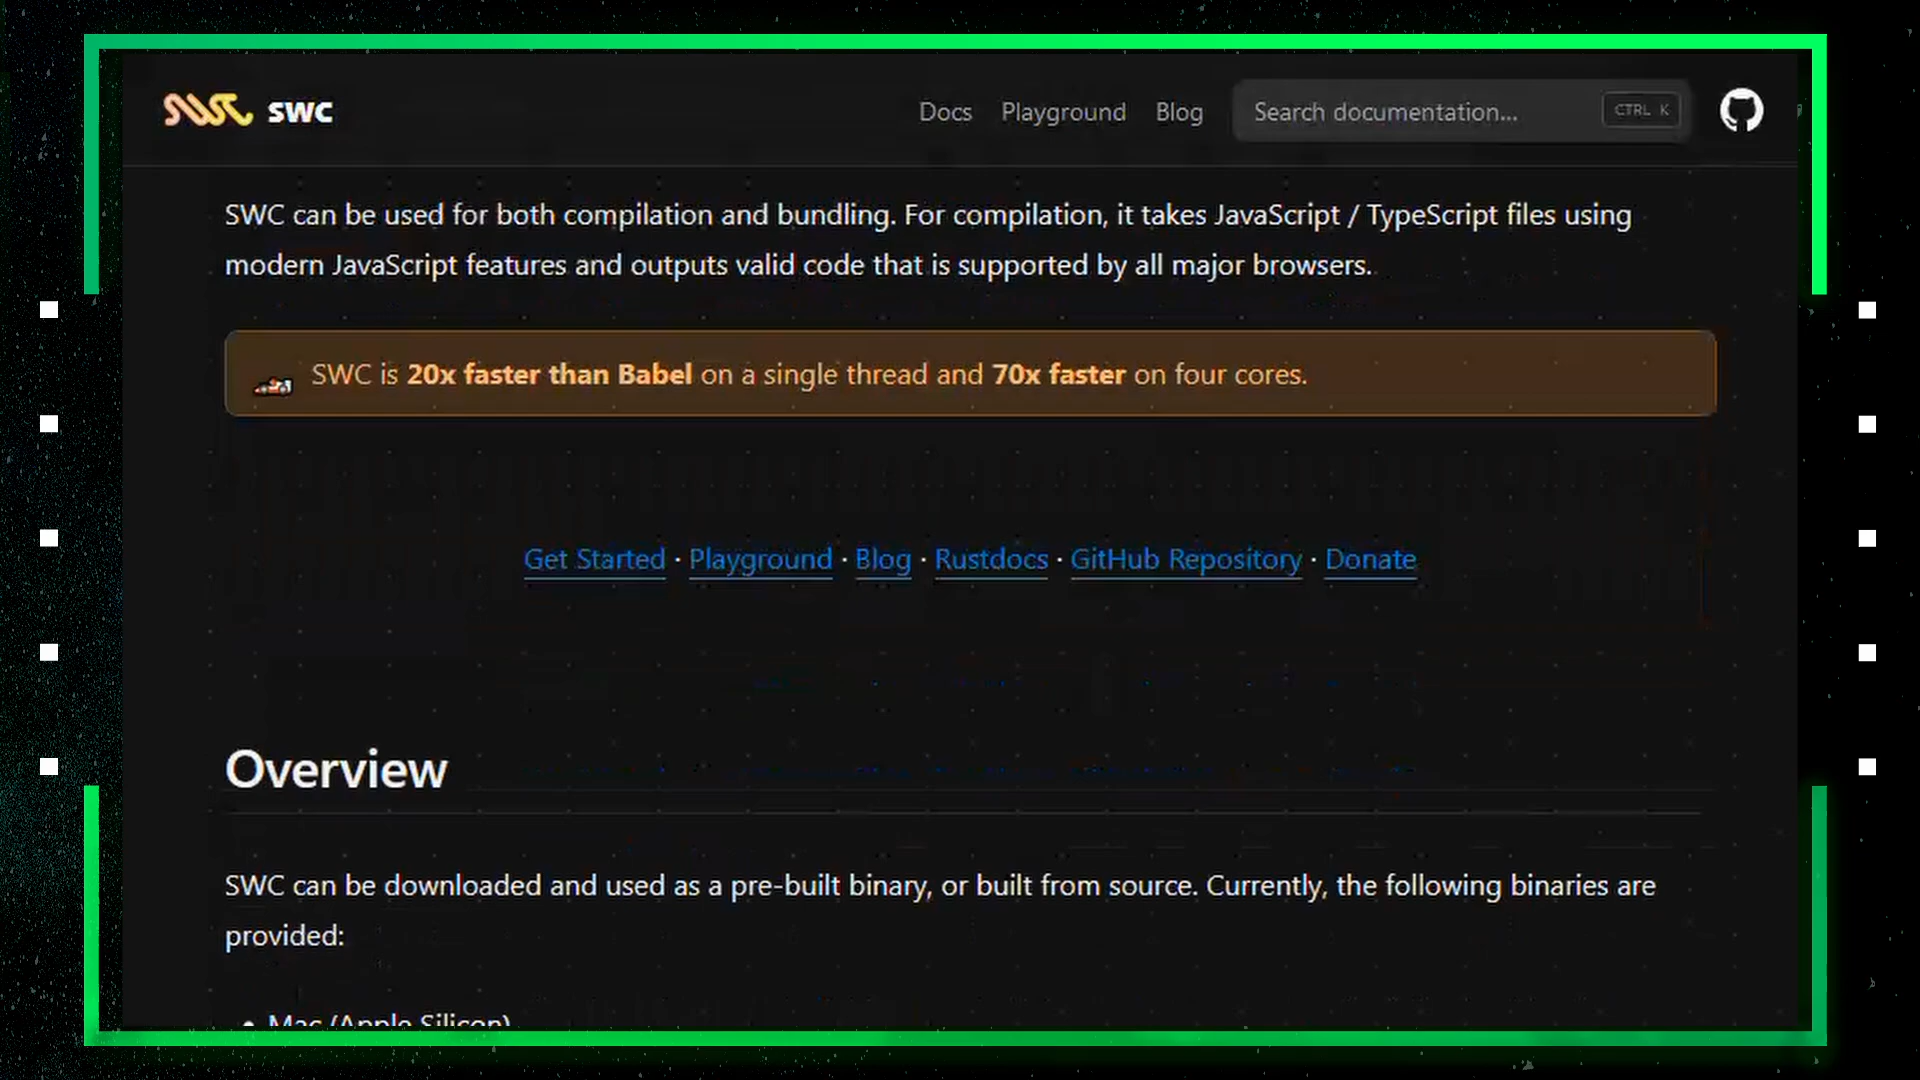 swc
Docs Playground Blog Search documentation... CTRL K
SWC can be used for both compilation and bundling. For compilation, it takes JavaScript / TypeScript files using
modern JavaScript features and outputs valid code that is supported by all major browsers.
SWC is 20x faster than Babel on a single thread and 70x faster on four cores.
Get Started · Playground · Blog · Rustdocs · GitHub Repository · Donate
Overview
SWC can be downloaded and used as a pre-built binary, or built from source. Currently, the following binaries are
provided:
• Mac (Apple Silicon)